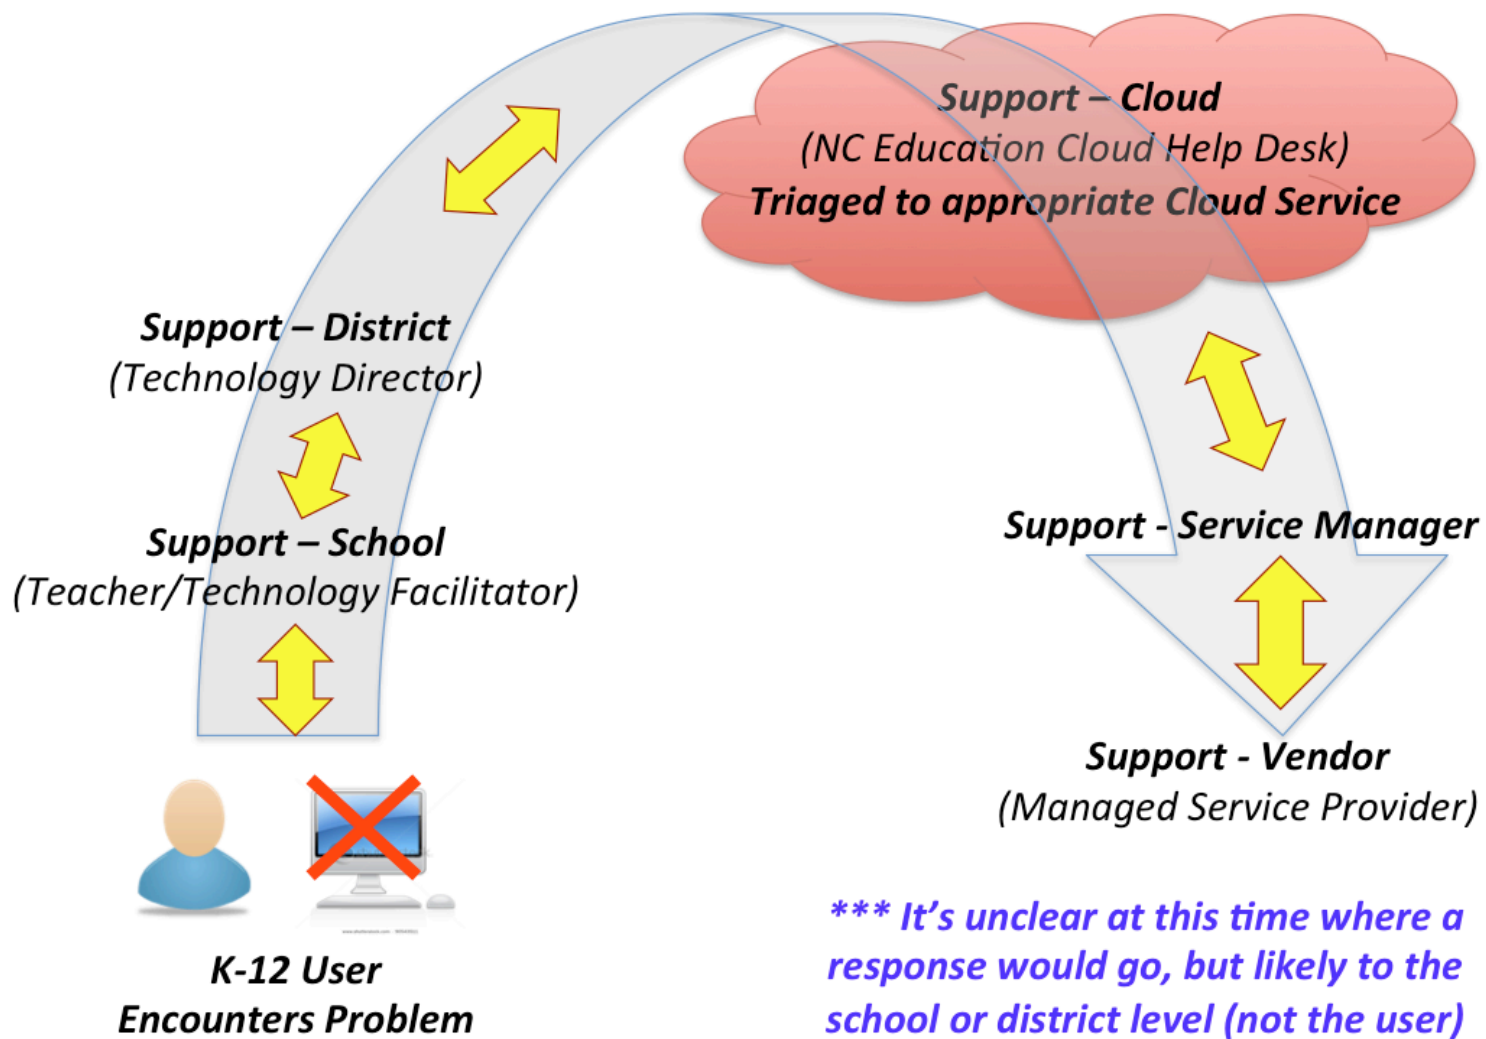 Support – Cloud
(NC Education Cloud Help Desk)
Triaged to appropriate Cloud Service
Support – District
(Technology Director)
Support – School
(Teacher/Technology Facilitator)
Support - Service Manager
Support - Vendor
(Managed Service Provider)
K-12 User
Encounters Problem
*** It’s unclear at this time where a
response would go, but likely to the
school or district level (not the user)